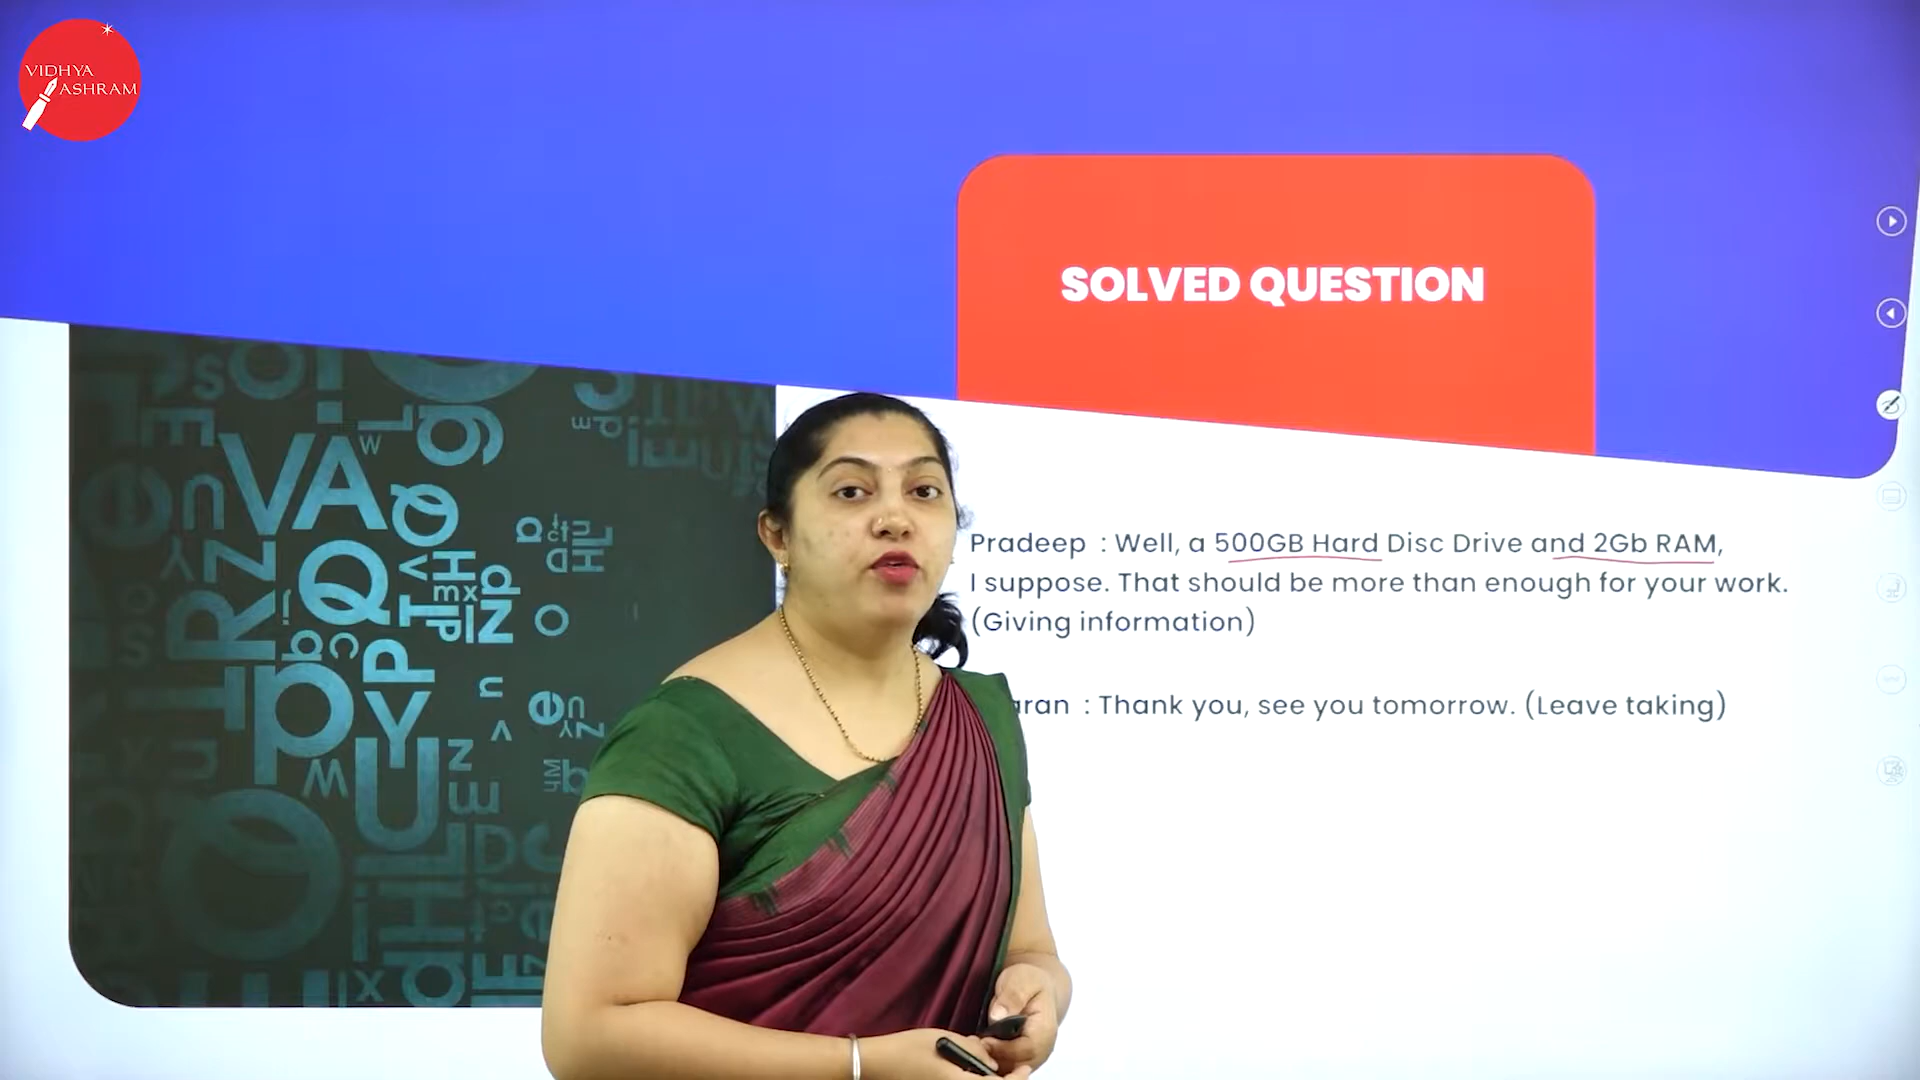 VIDHYA
ASHRAM
SOLVED QUESTION
Pradeep : Well, a 500GB Hard Disc Drive and 2Gb RAM,
I suppose. That should be more than enough for your work.
(Giving information)
: Thank you, see you tomorrow. (Leave taking)